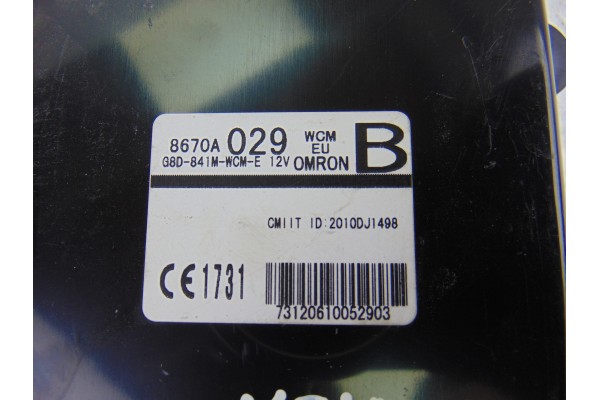 8670A 029 WCM EU B
G8D-841M-WCM-E 12V OMRON
CMIIT ID:2010DJ1498
CE1731
73120610052903